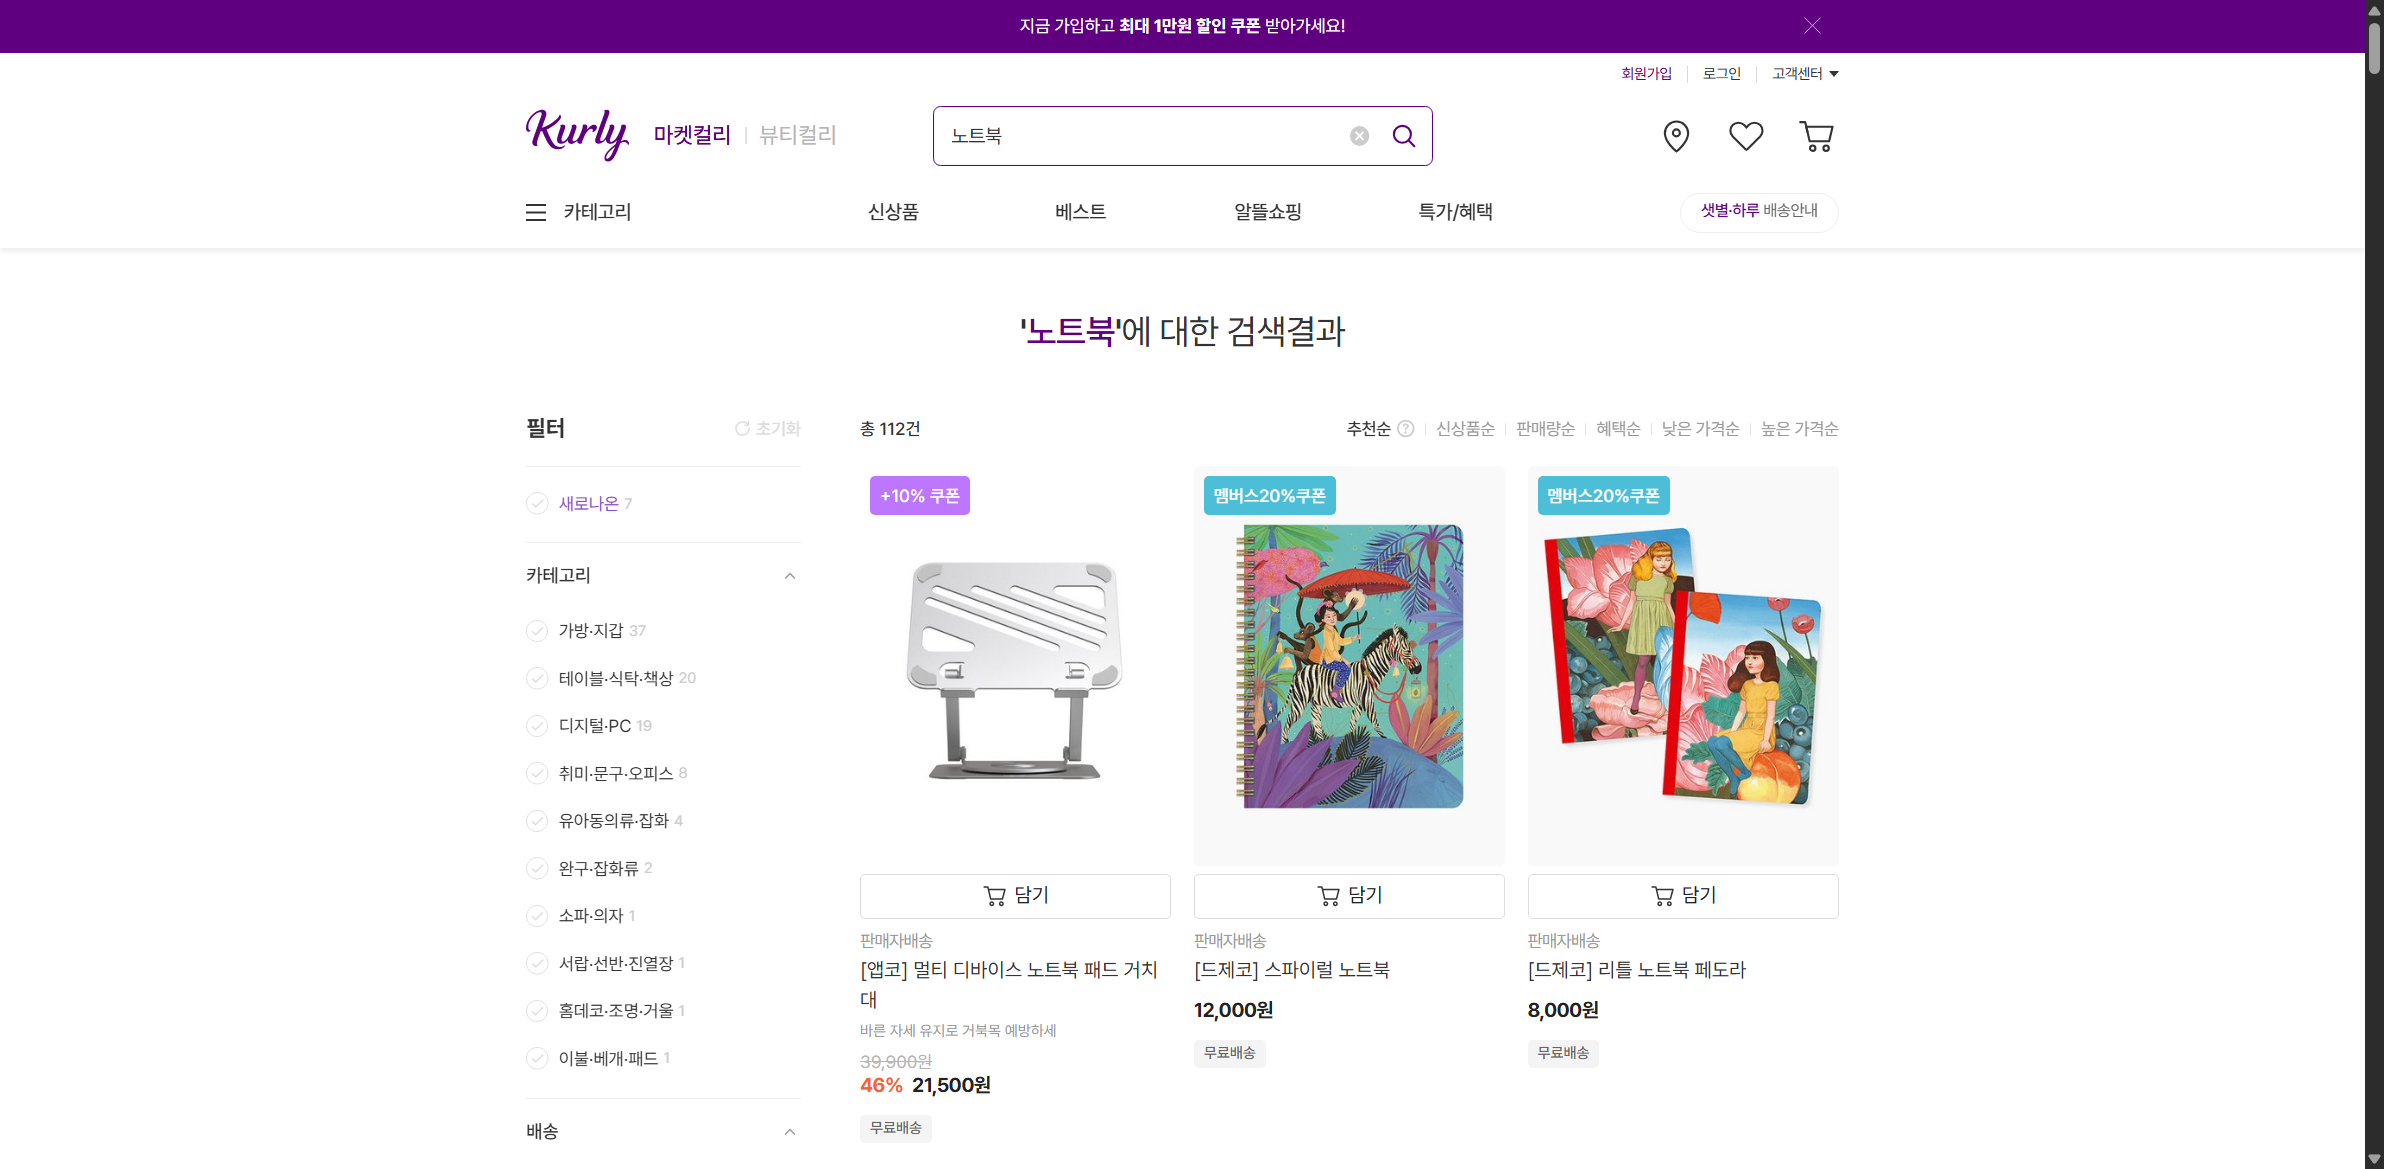 지금 가입하고 최대 1만원 할인 쿠폰 받아가세요!
회원가입 로그인 고객센터
Kurly 마켓컬리 뷰티컬리
노트북
카테고리 신상품 베스트 알뜰쇼핑 특가/혜택 샛별·하루 배송안내
'노트북'에 대한 검색결과
필터 초기화
총 112건 추천순 ? 신상품순 판매량순 혜택순 낮은 가격순 높은 가격순
새로나온 7
카테고리
가방·지갑 37
테이블·식탁·책상 20
디지털·PC 19
취미·문구·오피스 8
유아동의류·잡화 4
완구·잡화류 2
소파·의자 1
서랍·선반·진열장 1
홈데코·조명·거울 1
이불·베개·패드 1
배송
+10% 쿠폰
담기
판매자배송
[앱코] 멀티 디바이스 노트북 패드 거치
대
바른 자세 유지로 거북목 예방하세
39,900원
46% 21,500원
무료배송
멤버스20%쿠폰
담기
판매자배송
[드제코] 스파이럴 노트북
12,000원
무료배송
멤버스20%쿠폰
담기
판매자배송
[드제코] 리틀 노트북 페도라
8,000원
무료배송